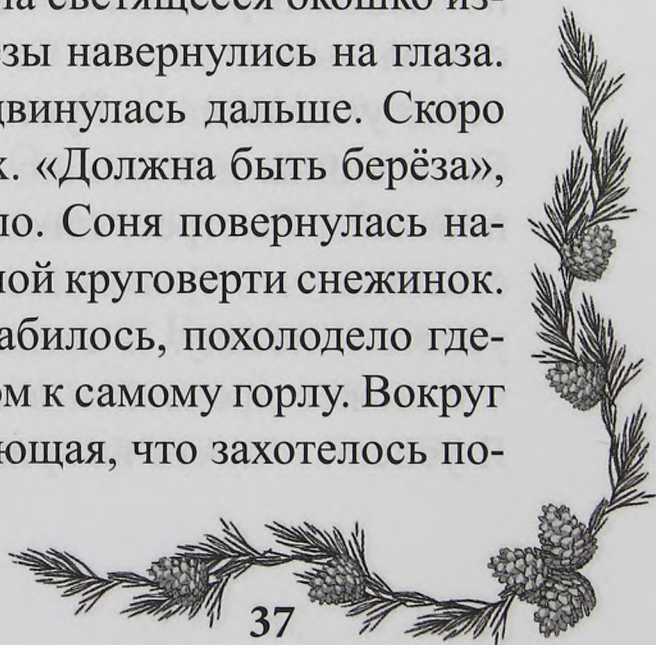 на светящееся окошко из-
зы навернулись на глаза.
двинулась дальше. Скоро
х. «Должна быть берёза»,
ло. Соня повернулась на-
ной круговерти снежинок.
абилось, похолодело где-
ом к самому горлу. Вокруг
ющая, что захотелось по-
37